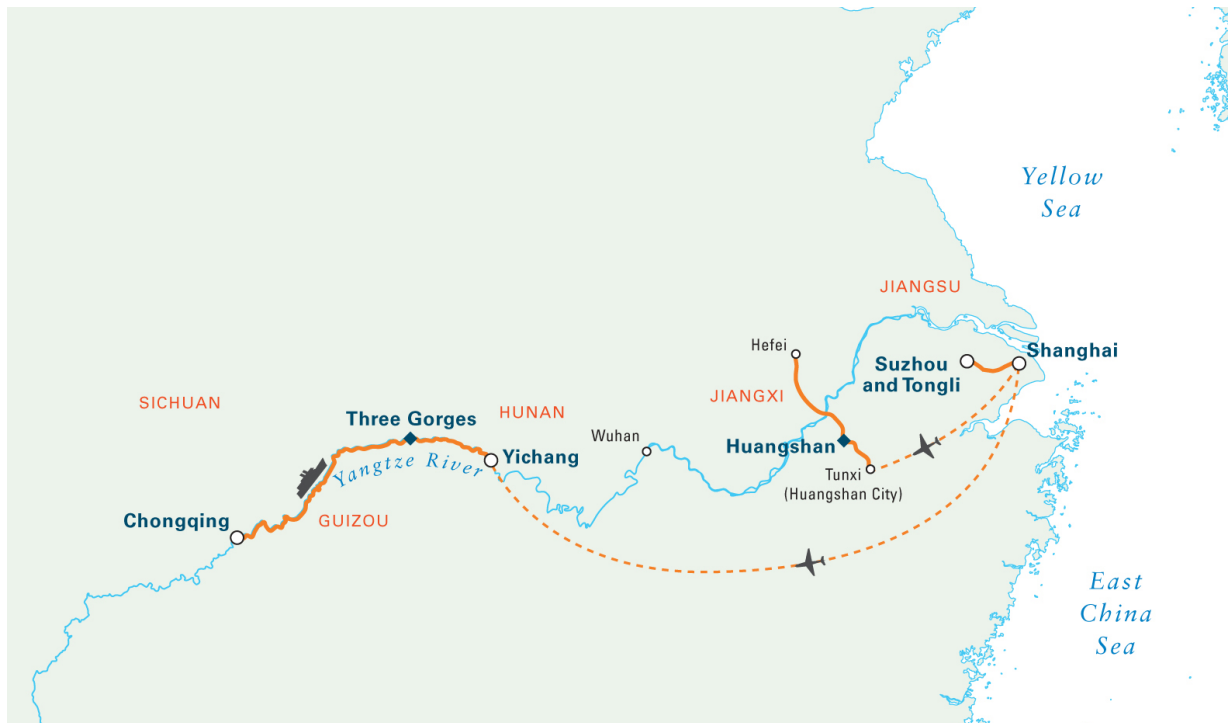 Yellow
Sea
JIANGSU
Hefei
Shanghai
Suzhou
and Tongli
JIANGXI
SICHUAN
HUNAN
Three Gorges
Wuhan
Huangshan
Yichang
Yangtze River
Tunxi
(Huangshan City)
Chongqing
GUIZOU
East
China
Sea